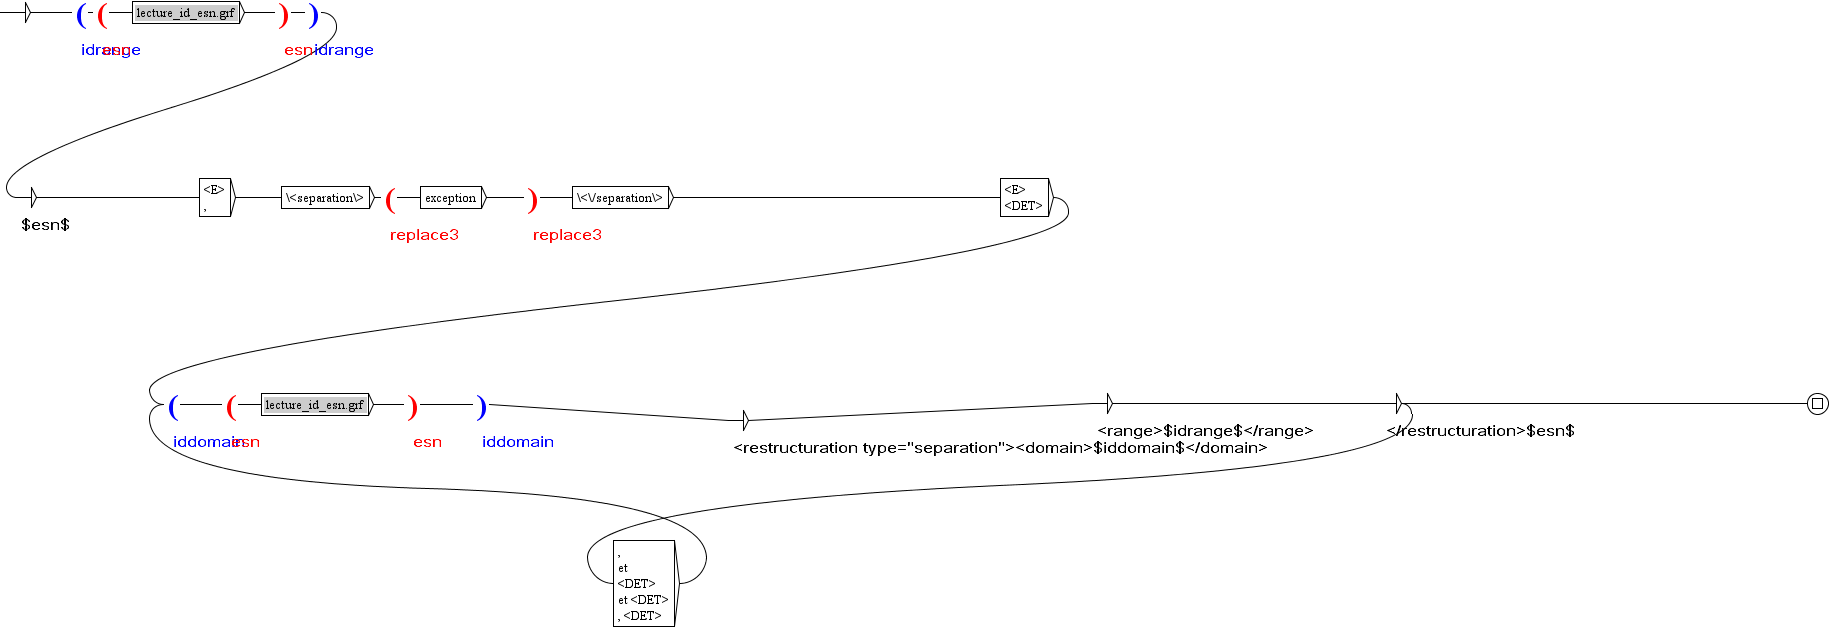 ( ( lecture_id_esn.grf ) )
idrange esn esn idrange
<E>
,
\<separation\> ( exception ) \<\/separation\>
<E>
<DET>
$esn$
replace3 replace3
( ( lecture_id_esn.grf ) )
iddomain esn esn iddomain
<restructuration type="separation"><domain>$iddomain$</domain>
<range>$idrange$</range>
</restructuration>$esn$
,
et
<DET>
et <DET>
, <DET>